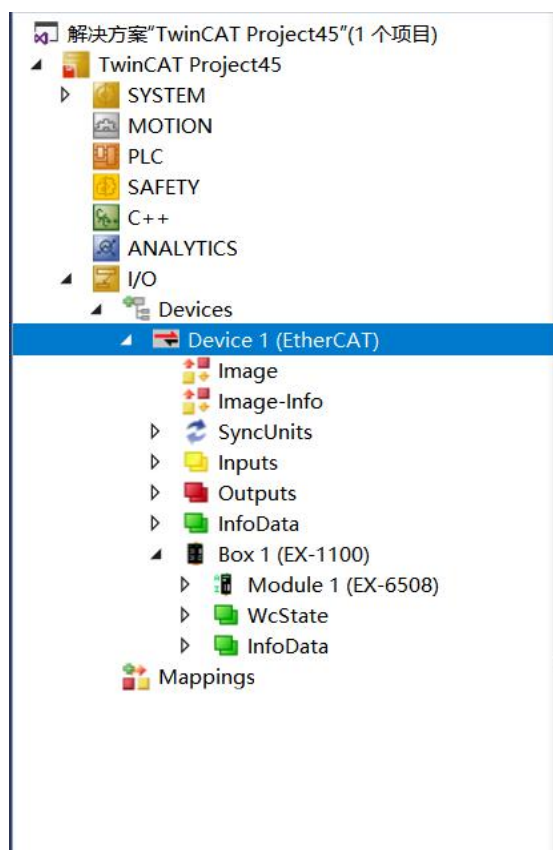 解决方案"TwinCAT Project45"(1 个项目)
TwinCAT Project45
SYSTEM
MOTION
PLC
SAFETY
C++
ANALYTICS
I/O
Devices
Device 1 (EtherCAT)
Image
Image-Info
SyncUnits
Inputs
Outputs
InfoData
Box 1 (EX-1100)
Module 1 (EX-6508)
WcState
InfoData
Mappings